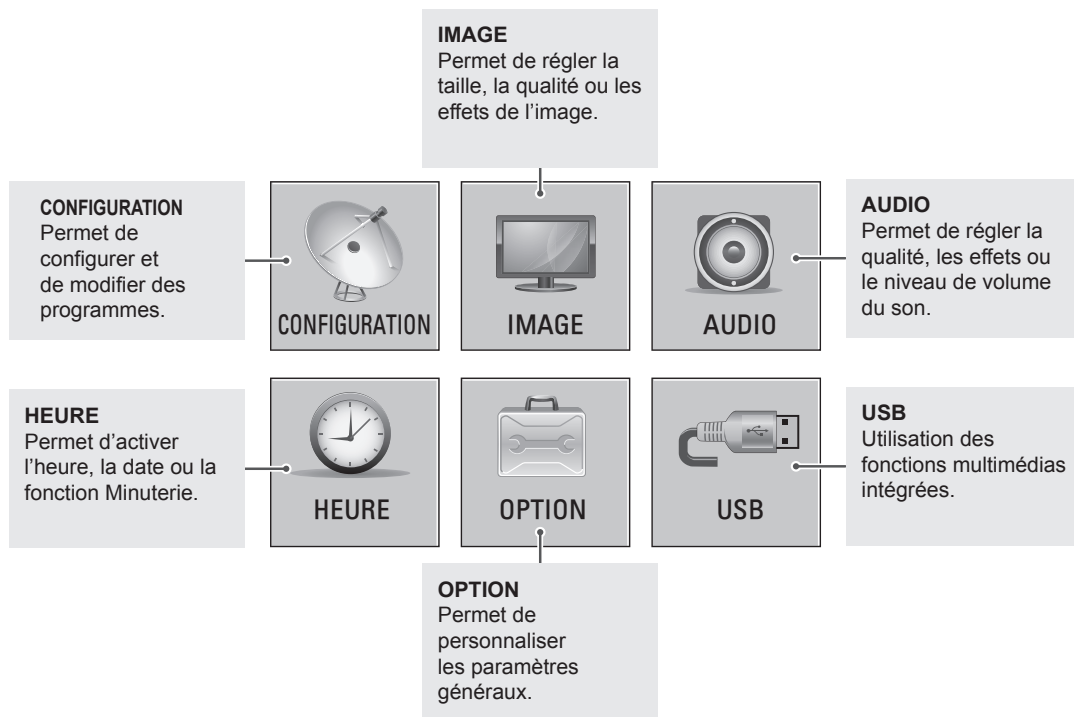 IMAGE
Permet de régler la
taille, la qualité ou les
effets de l’image.
CONFIGURATION
Permet de
configurer et
de modifier des
programmes.
CONFIGURATION
IMAGE
AUDIO
AUDIO
Permet de régler la
qualité, les effets ou
le niveau de volume
du son.
HEURE
Permet d’activer
l’heure, la date ou la
fonction Minuterie.
HEURE
OPTION
USB
USB
Utilisation des
fonctions multimédias
intégrées.
OPTION
Permet de
personnaliser
les paramètres
généraux.